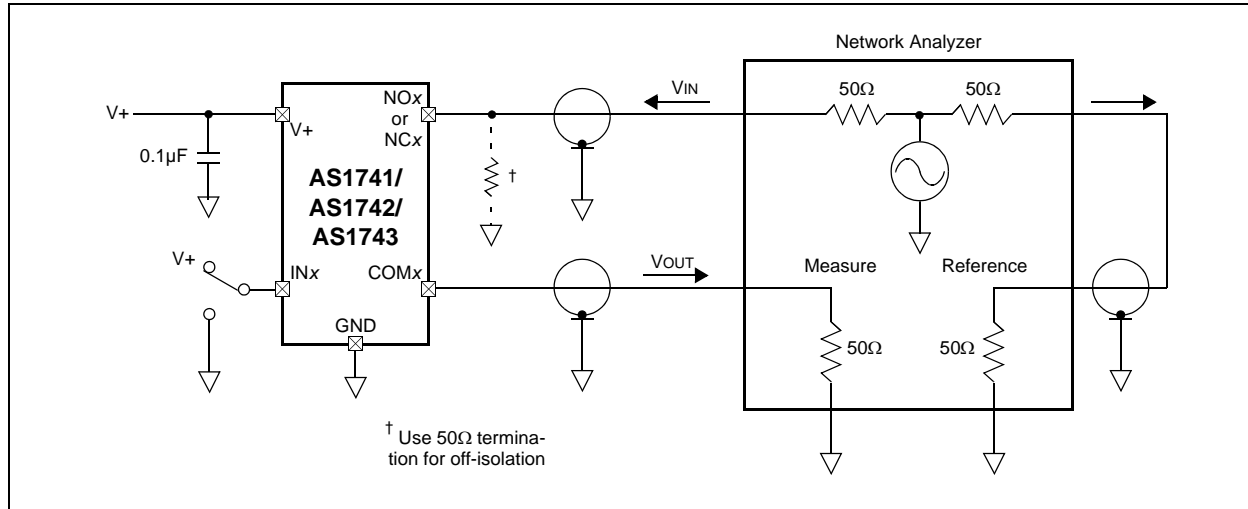 Network Analyzer
V+
0.1µF
V+
NOx
or
NCx
AS1741/
AS1742/
AS1743
†
VIN
50Ω
50Ω
V+
INx
COMx
GND
VOUT
Measure
Reference
50Ω
50Ω
† Use 50Ω termina-
tion for off-isolation